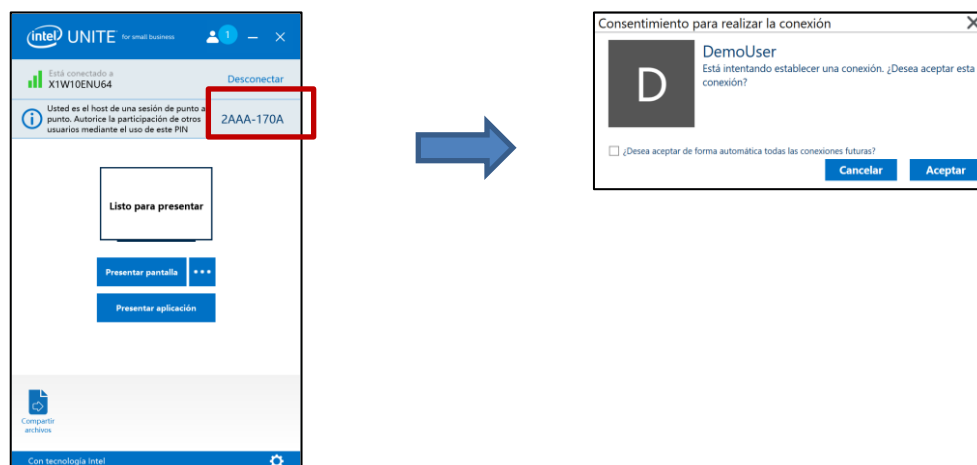 intel UNITE for small business 1
Está conectado a
X1W10ENU64
Desconectar
Usted es el host de una sesión de punto a
punto. Autorice la participación de otros
usuarios mediante el uso de este PIN
2AAA-170A
Listo para presentar
Presentar pantalla
Presentar aplicación
Compartir
archivos
Con tecnología Intel
Consentimiento para realizar la conexión
D
DemoUser
Está intentando establecer una conexión. ¿Desea aceptar esta
conexión?
¿Desea aceptar de forma automática todas las conexiones futuras?
Cancelar
Aceptar